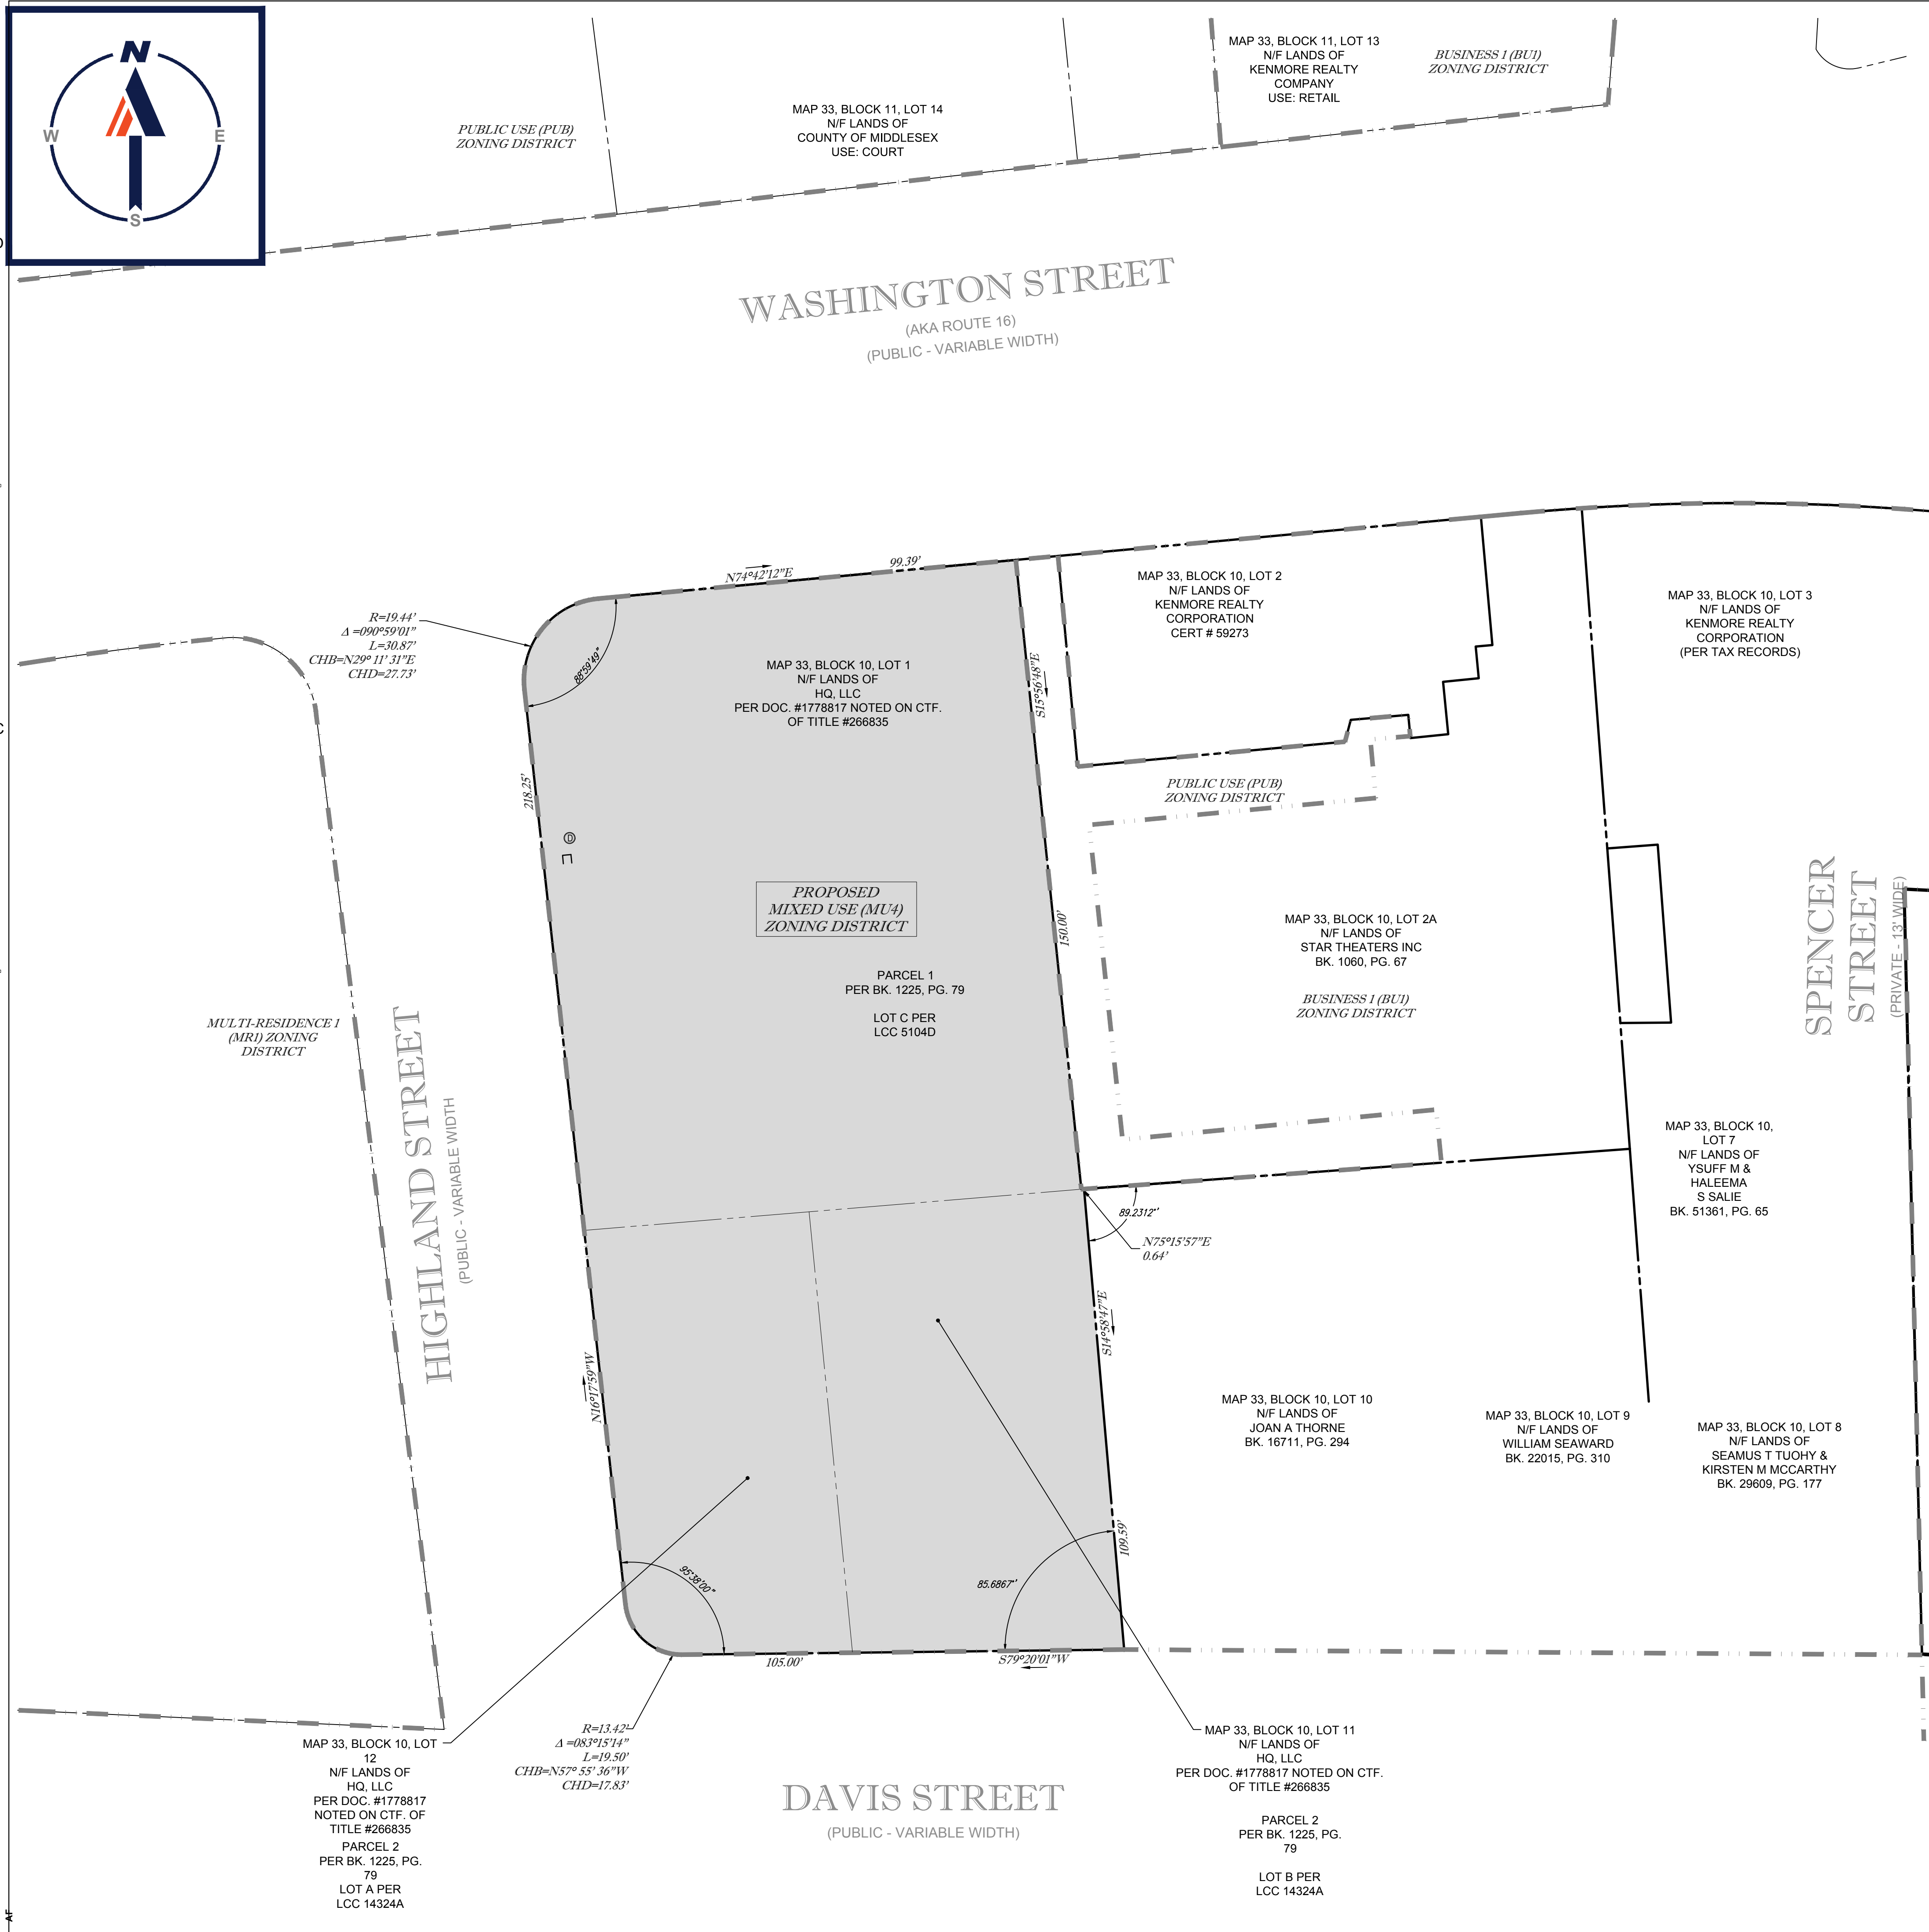 N
W
E
S
PUBLIC USE (PUB)
ZONING DISTRICT
MAP 33, BLOCK 11, LOT 14
N/F LANDS OF
COUNTY OF MIDDLESEX
USE: COURT
MAP 33, BLOCK 11, LOT 13
N/F LANDS OF
KENMORE REALTY
COMPANY
USE: RETAIL
BUSINESS 1 (BU1)
ZONING DISTRICT
WASHINGTON STREET
(AKA ROUTE 16)
(PUBLIC - VARIABLE WIDTH)
N74°42'12"E
99.39'
R=19.44'
Δ =090°59'01"
L=30.87'
CHB=N29° 11' 31"E
CHD=27.73'
88°59'49"
MAP 33, BLOCK 10, LOT 1
N/F LANDS OF
HQ, LLC
PER DOC. #1778817 NOTED ON CTF.
OF TITLE #266835
S15°56'48"E
MAP 33, BLOCK 10, LOT 2
N/F LANDS OF
KENMORE REALTY
CORPORATION
CERT # 59273
MAP 33, BLOCK 10, LOT 3
N/F LANDS OF
KENMORE REALTY
CORPORATION
(PER TAX RECORDS)
PUBLIC USE (PUB)
ZONING DISTRICT
218.25'
D
PROPOSED
MIXED USE (MU4)
ZONING DISTRICT
150.00'
PARCEL 1
PER BK. 1225, PG. 79
LOT C PER
LCC 5104D
MAP 33, BLOCK 10, LOT 2A
N/F LANDS OF
STAR THEATERS INC
BK. 1060, PG. 67
BUSINESS 1 (BU1)
ZONING DISTRICT
SPENCER
STREET
(PRIVATE - 13' WIDE)
MULTI-RESIDENCE 1
(MR1) ZONING
DISTRICT
HIGHLAND STREET
(PUBLIC - VARIABLE WIDTH
MAP 33, BLOCK 10,
LOT 7
N/F LANDS OF
YSUFF M &
HALEEMA
S SALIE
BK. 51361, PG. 65
89.2312°'
N75°15'57"E
0.64'
S14°58'47"E
N16°17'59"W
MAP 33, BLOCK 10, LOT 10
N/F LANDS OF
JOAN A THORNE
BK. 16711, PG. 294
MAP 33, BLOCK 10, LOT 9
N/F LANDS OF
WILLIAM SEAWARD
BK. 22015, PG. 310
MAP 33, BLOCK 10, LOT 8
N/F LANDS OF
SEAMUS T TUOHY &
KIRSTEN M MCCARTHY
BK. 29609, PG. 177
109.59'
95°38'00"
85.6867°'
105.00'
S79°20'01"W
R=13.42'
Δ =083°15'14"
L=19.50'
CHB=N57° 55' 36"W
CHD=17.83'
MAP 33, BLOCK 10, LOT
12
N/F LANDS OF
HQ, LLC
PER DOC. #1778817
NOTED ON CTF. OF
TITLE #266835
PARCEL 2
PER BK. 1225, PG.
79
LOT A PER
LCC 14324A
DAVIS STREET
(PUBLIC - VARIABLE WIDTH)
MAP 33, BLOCK 10, LOT 11
N/F LANDS OF
HQ, LLC
PER DOC. #1778817 NOTED ON CTF.
OF TITLE #266835
PARCEL 2
PER BK. 1225, PG.
79
LOT B PER
LCC 14324A